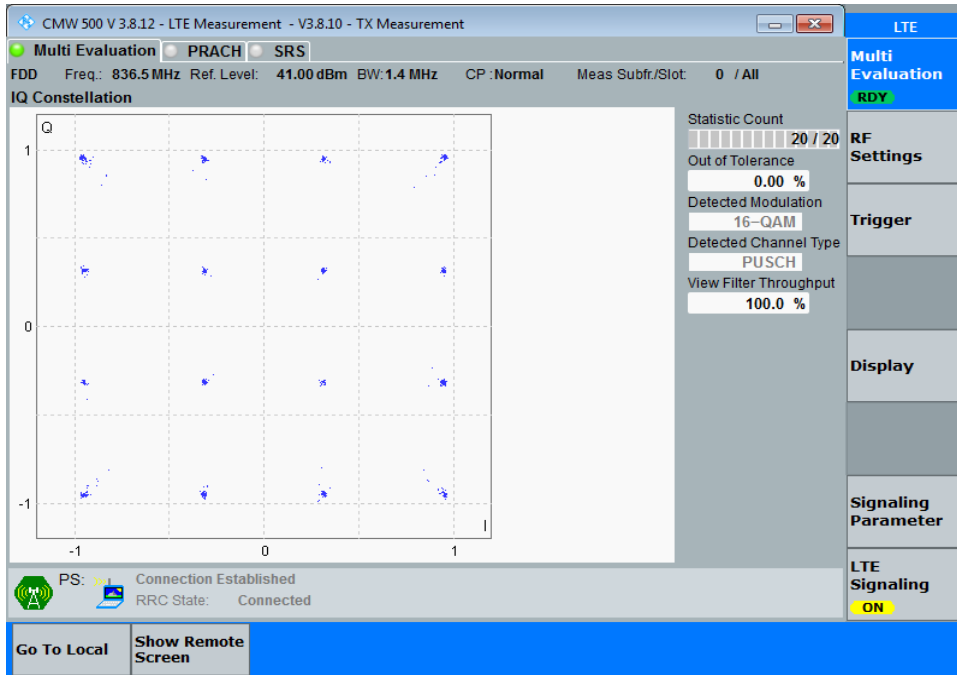 CMW 500 V 3.8.12 - LTE Measurement - V3.8.10 - TX Measurement
LTE
Multi Evaluation PRACH SRS
FDD Freq.: 836.5 MHz Ref. Level: 41.00 dBm BW: 1.4 MHz CP : Normal Meas Subfr./Slot: 0 / All
IQ Constellation
Q
1
0
-1
-1 0 1
I
Statistic Count
20 / 20
Out of Tolerance
0.00 %
Detected Modulation
16-QAM
Detected Channel Type
PUSCH
View Filter Throughput
100.0 %
Multi
Evaluation
RDY
RF
Settings
Trigger
Display
Signaling
Parameter
LTE
Signaling
ON
PS: Connection Established
RRC State: Connected
Go To Local
Show Remote
Screen